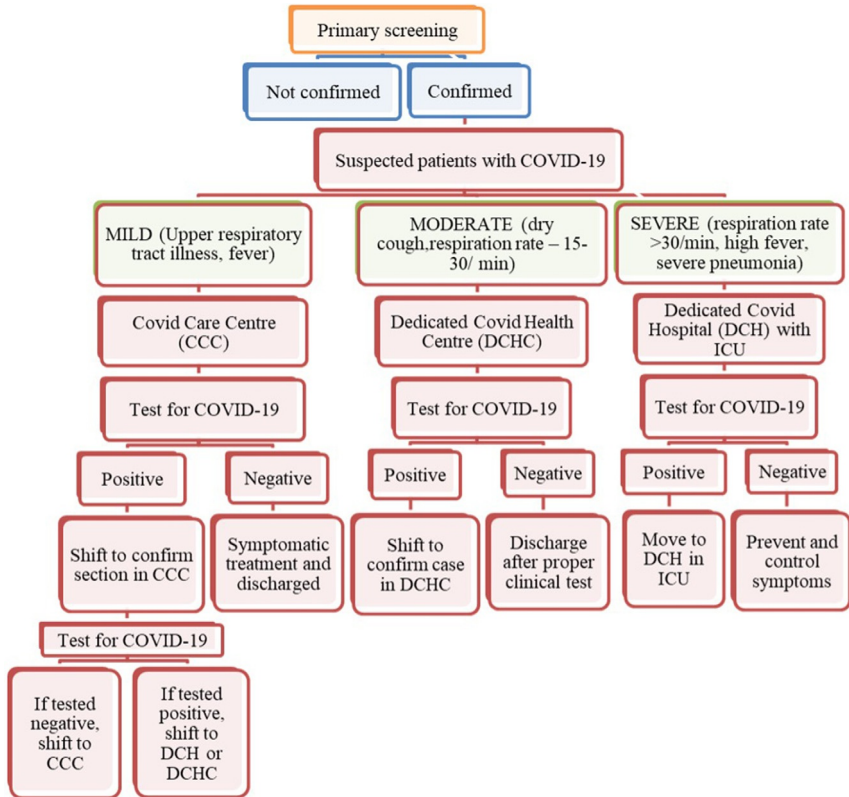 Primary screening
Not confirmed
Confirmed
Suspected patients with COVID-19
MILD (Upper respiratory
tract illness, fever)
MODERATE (dry
cough,respiration rate – 15-
30/ min)
SEVERE (respiration rate
>30/min, high fever,
severe pneumonia)
Covid Care Centre
(CCC)
Dedicated Covid Health
Centre (DCHC)
Dedicated Covid
Hospital (DCH) with
ICU
Test for COVID-19
Test for COVID-19
Test for COVID-19
Positive
Negative
Positive
Negative
Positive
Negative
Shift to confirm
section in CCC
Symptomatic
treatment and
discharged
Shift to
confirm case
in DCHC
Discharge
after proper
clinical test
Move to
DCH in
ICU
Prevent and
control
symptoms
Test for COVID-19
If tested
negative,
shift to
CCC
If tested
positive,
shift to
DCH or
DCHC